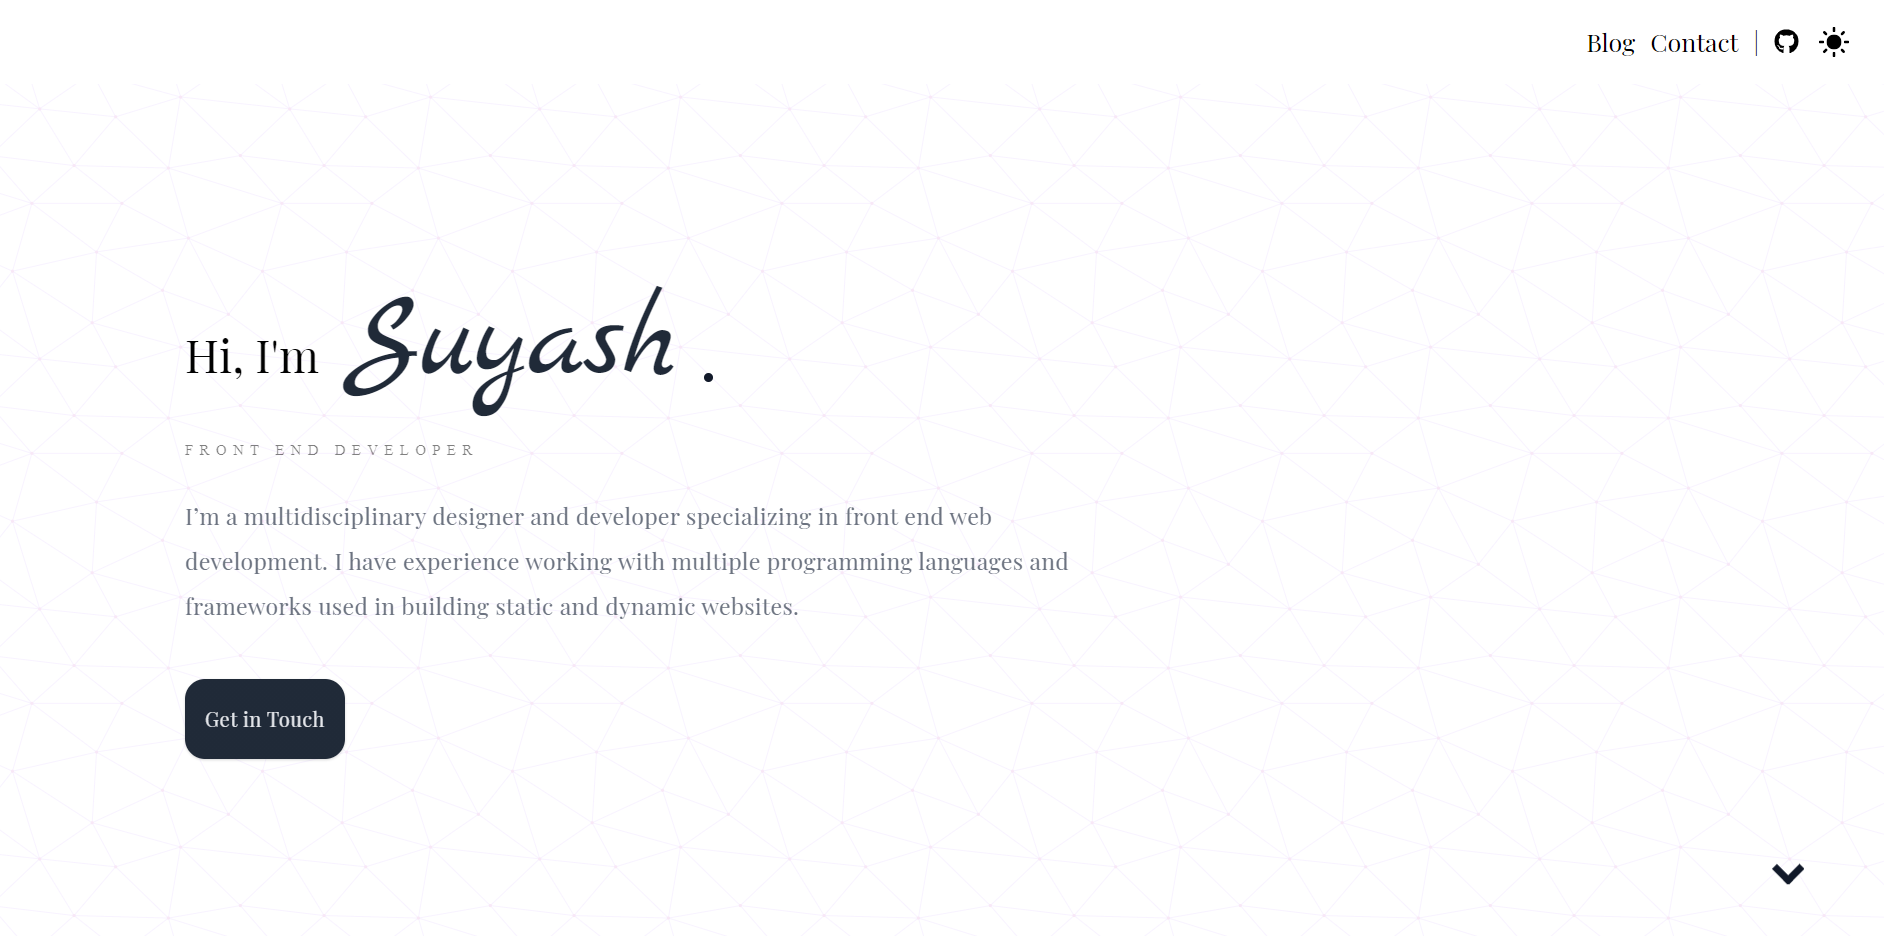 Blog Contact
Hi, I'm Suyash .
FRONT END DEVELOPER
I’m a multidisciplinary designer and developer specializing in front end web
development. I have experience working with multiple programming languages and
frameworks used in building static and dynamic websites.
Get in Touch